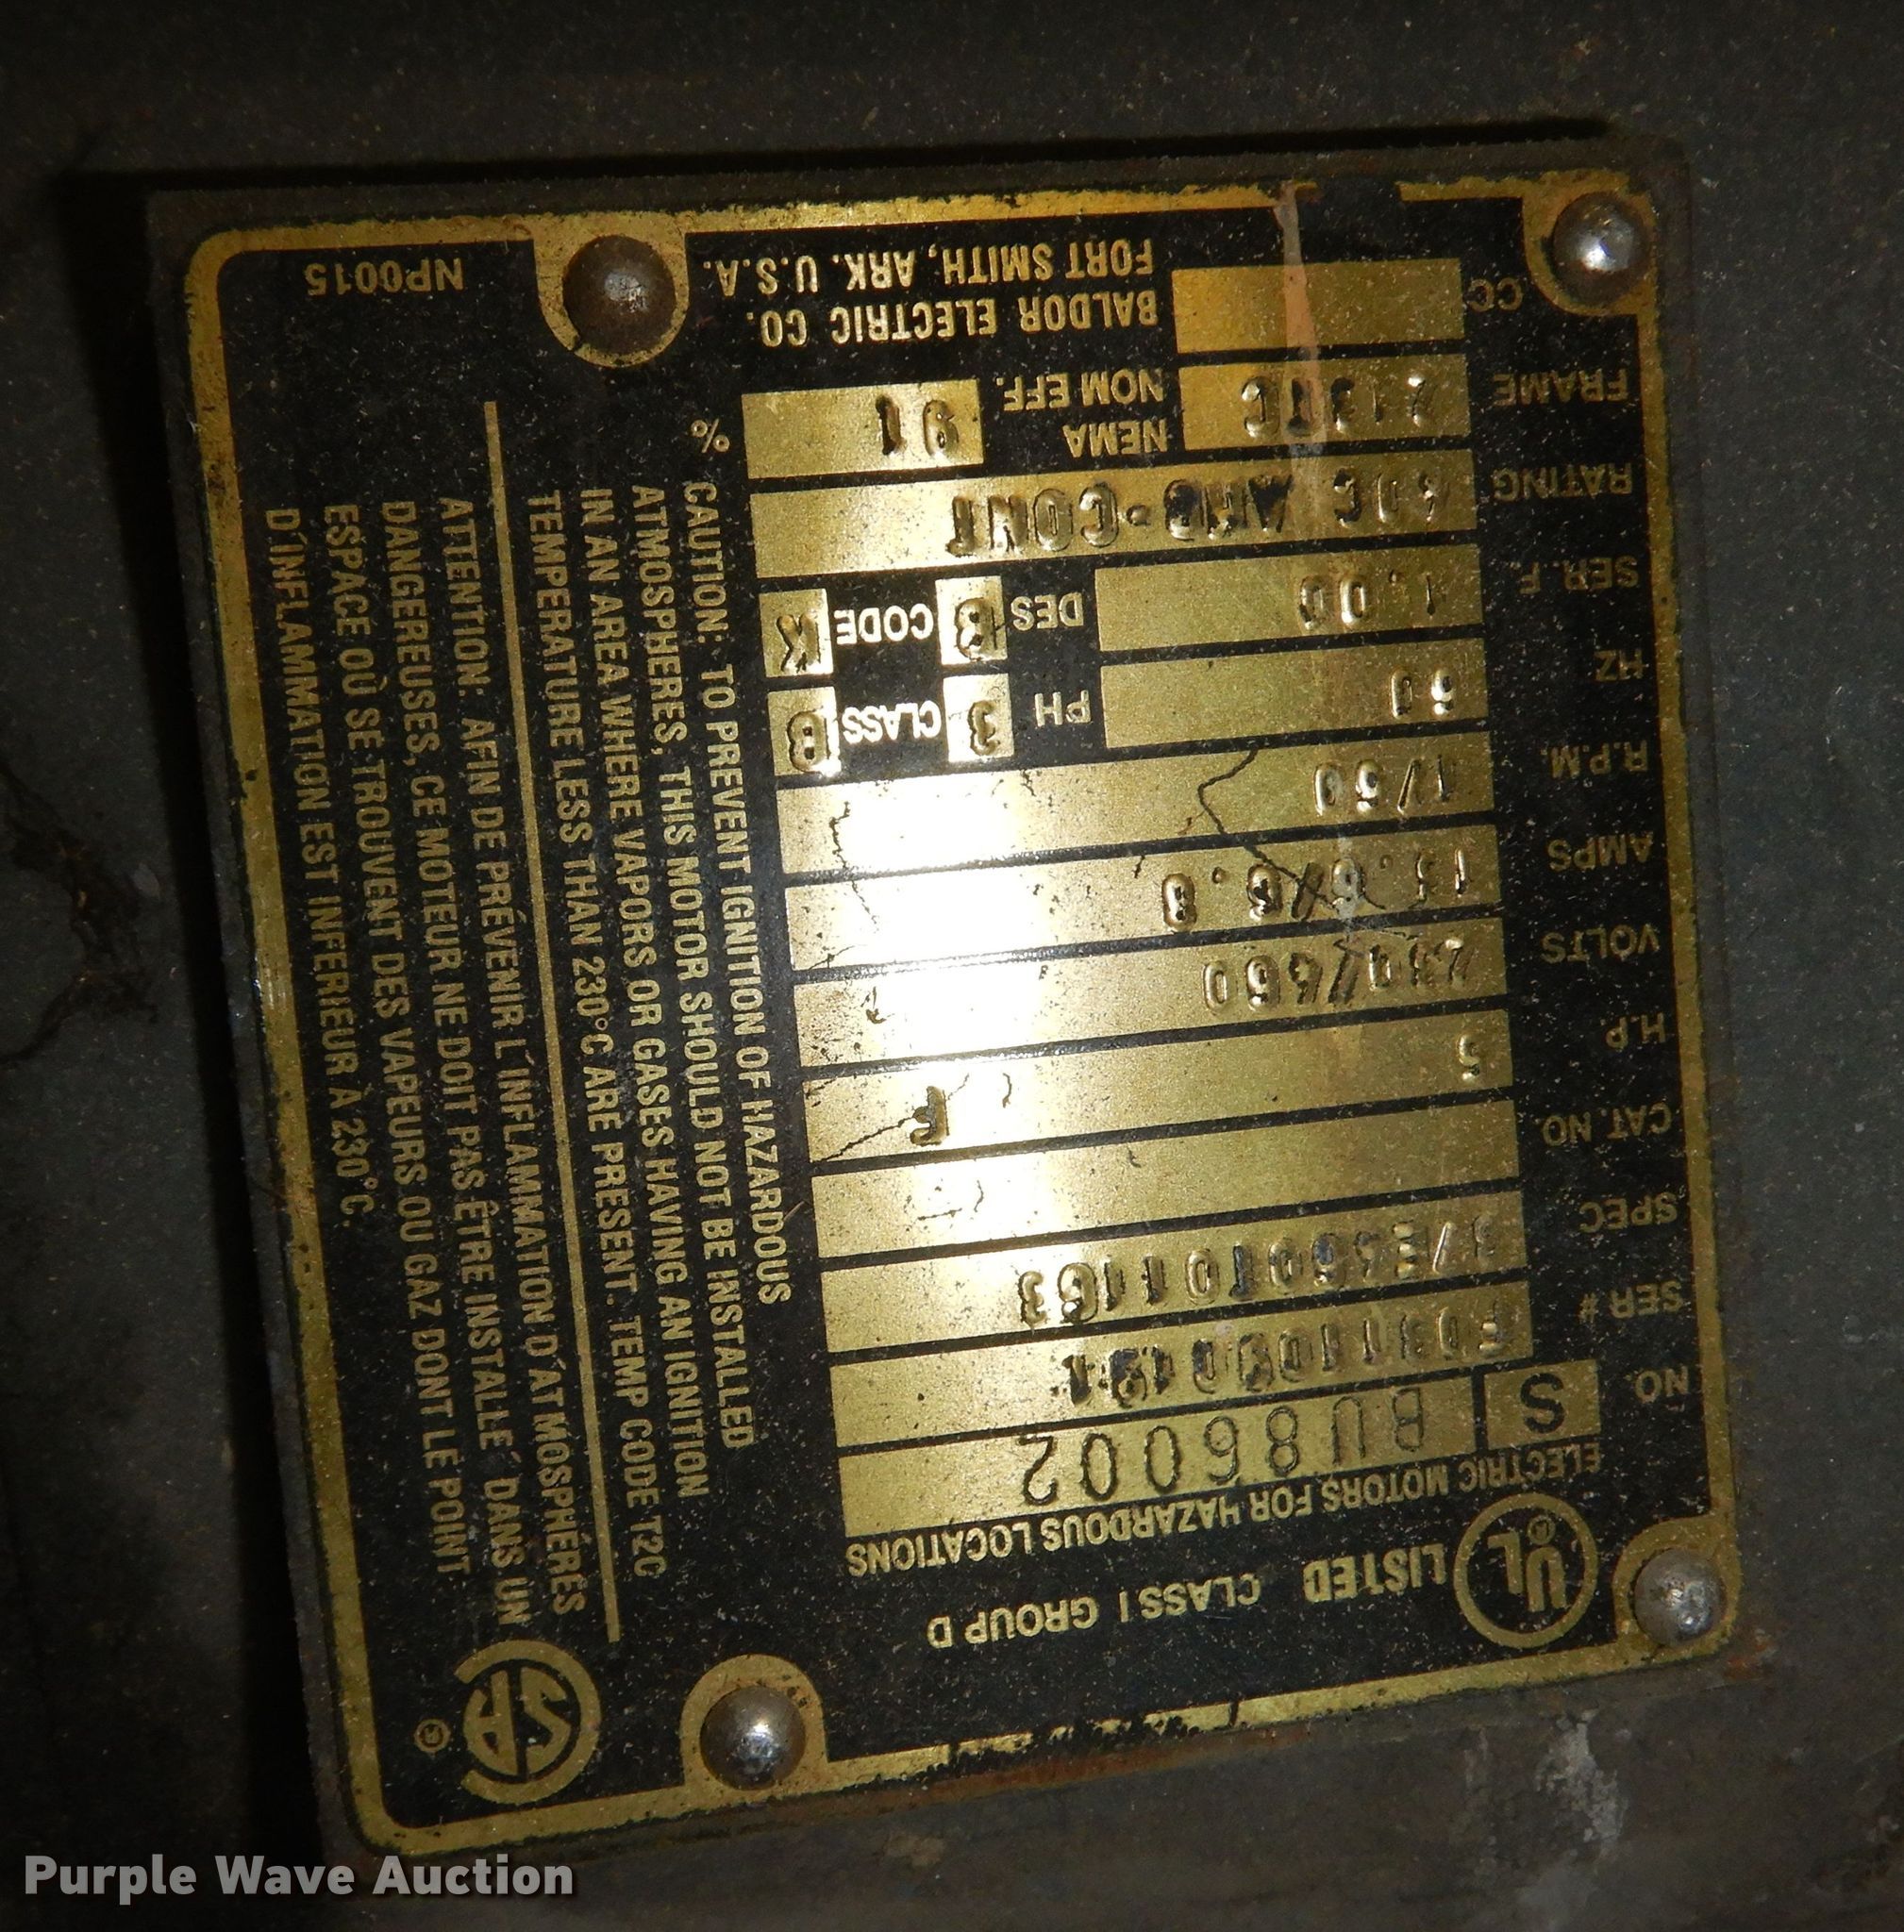 UL LISTED CLASS I GROUP D
ELECTRIC MOTORS FOR HAZARDOUS LOCATIONS
NO. S BU86002
SER #
SPEC 37E460T01163
CAT. NO.
H.P. 5 F
VOLTS 230/460
AMPS 13.6/6.8
R.P.M. 1750
HZ 60 PH 3 CLASS B
SER. F. 1.00 DES B CODE K
RATING 40C AMB-CONT
FRAME 213TC NEMA NOM EFF. 91 %
CC
BALDOR ELECTRIC CO.
FORT SMITH, ARK. U.S.A.
NP0015
CAUTION: TO PREVENT IGNITION OF HAZARDOUS
ATMOSPHERES, THIS MOTOR SHOULD NOT BE INSTALLED
IN AN AREA WHERE VAPORS OR GASES HAVING AN IGNITION
TEMPERATURE LESS THAN 230°C ARE PRESENT. TEMP CODE T2C
ATTENTION: AFIN DE PRÉVENIR L'INFLAMMATION D'ATMOSPHÉRÈS
DANGEREUSES, CE MOTEUR NE DOIT PAS ÊTRE INSTALLÉ DANS UN
ESPACE OÙ SE TROUVENT DES VAPEURS OU GAZ DONT LE POINT
D'INFLAMMATION EST INFERIEUR À 230°C.
SA
Purple Wave Auction